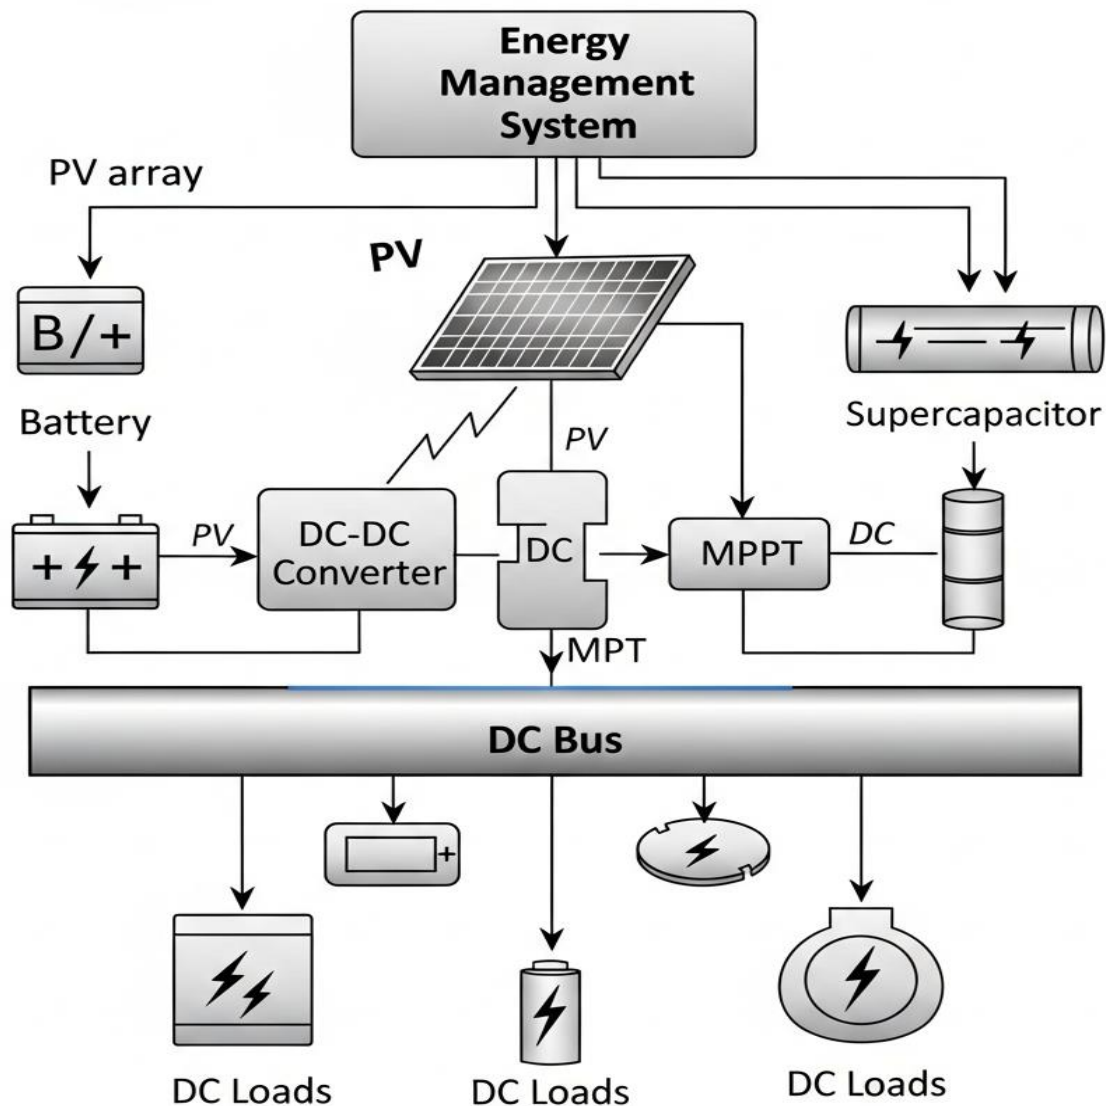 Energy
Management
System
PV array
PV
B/+
Battery
Supercapacitor
PV
PV
DC-DC
Converter
DC
MPPT
DC
+ +
MPT
DC Bus
+
DC Loads
DC Loads
DC Loads